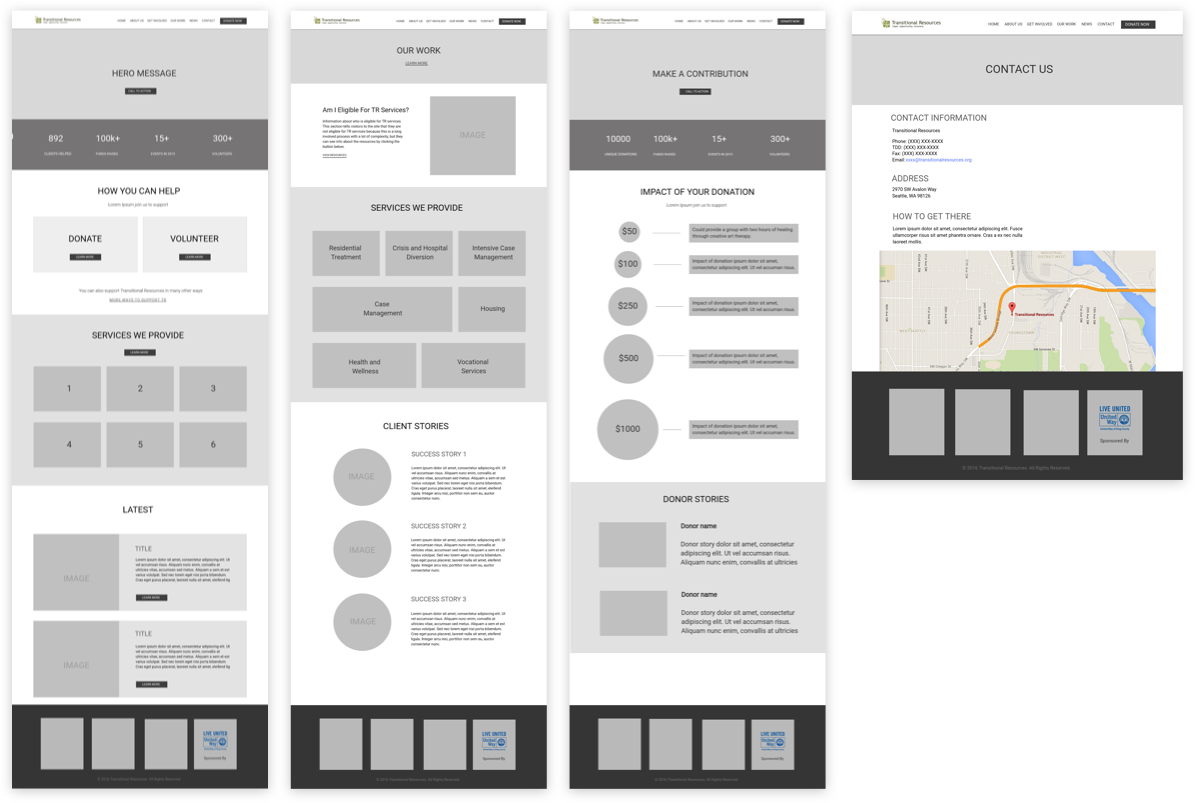 Transitional Resources
HOME ABOUT US GET INVOLVED OUR WORK NEWS CONTACT DONATE NOW
HERO MESSAGE
CALL TO ACTION
892 100k+ 15+ 300+
CLIENTS HELPED FUNDS RAISED EVENTS IN 2015 VOLUNTEERS
HOW YOU CAN HELP
Lorem Ipsum join us to support
DONATE VOLUNTEER
LEARN MORE LEARN MORE
You can also support Transitional Resources in many other ways
MORE WAYS TO SUPPORT TR
SERVICES WE PROVIDE
LEARN MORE
1 2 3
4 5 6
LATEST
IMAGE
TITLE
Lorem ipsum dolor sit amet, consectetur adipiscing elit. Ut
vel accumsan risus. Aliquam nunc enim, convallis at
ultricies vitae, accumsan sed mauris. Aliquam a sem et est
varius volutpat. Sed nec lorem eget nisi porta bibendum.
Cras eget purus placerat, laoreet nulla sit amet, eleifend lig
LEARN MORE
IMAGE
TITLE
Lorem ipsum dolor sit amet, consectetur adipiscing elit. Ut
vel accumsan risus. Aliquam nunc enim, convallis at
ultricies vitae, accumsan sed mauris. Aliquam a sem et est
varius volutpat. Sed nec lorem eget nisi porta bibendum.
Cras eget purus placerat, laoreet nulla sit amet, eleifend lig
LEARN MORE
LIVE UNITED
United
Way
Sponsored By
© 2016 Transitional Resources. All Rights Reserved.
Transitional Resources
HOME ABOUT US GET INVOLVED OUR WORK NEWS CONTACT DONATE NOW
OUR WORK
LEARN MORE
Am I Eligible For TR Services?
Information about who is eligible for TR services.
This section tells visitors to the site that they are
not eligible for TR services because this is a long
involved process with a lot of complexity, but they
can see info about the resources by clicking the
button below.
VIEW RESOURCES
IMAGE
SERVICES WE PROVIDE
Residential
Treatment
Crisis and Hospital
Diversion
Intensive Case
Management
Case
Management
Housing
Health and
Wellness
Vocational
Services
CLIENT STORIES
IMAGE
SUCCESS STORY 1
Lorem ipsum dolor sit amet, consectetur adipiscing elit. Ut
vel accumsan risus. Aliquam nunc enim, convallis at
ultricies vitae, accumsan sed mauris. Aliquam a sem et est
varius volutpat. Sed nec lorem eget nisi porta bibendum.
Cras eget purus placerat, laoreet nulla sit amet, eleifend
ligula. Integer arcu nisi, porttitor non sem eu, auctor
consectetur nunc.
IMAGE
SUCCESS STORY 2
Lorem ipsum dolor sit amet, consectetur adipiscing elit. Ut
vel accumsan risus. Aliquam nunc enim, convallis at
ultricies vitae, accumsan sed mauris. Aliquam a sem et est
varius volutpat. Sed nec lorem eget nisi porta bibendum.
Cras eget purus placerat, laoreet nulla sit amet, eleifend
ligula. Integer arcu nisi, porttitor non sem eu, auctor
consectetur nunc.
IMAGE
SUCCESS STORY 3
Lorem ipsum dolor sit amet, consectetur adipiscing elit. Ut
vel accumsan risus. Aliquam nunc enim, convallis at
ultricies vitae, accumsan sed mauris. Aliquam a sem et est
varius volutpat. Sed nec lorem eget nisi porta bibendum.
Cras eget purus placerat, laoreet nulla sit amet, eleifend
ligula. Integer arcu nisi, porttitor non sem eu, auctor
consectetur nunc.
LIVE UNITED
United
Way
Sponsored By
© 2016 Transitional Resources. All Rights Reserved.
Transitional Resources
HOME ABOUT US GET INVOLVED OUR WORK NEWS CONTACT DONATE NOW
MAKE A CONTRIBUTION
CALL TO ACTION
10000 100k+ 15+ 300+
UNIQUE DONATIONS FUNDS RAISED EVENTS IN 2015 VOLUNTEERS
IMPACT OF YOUR DONATION
Lorem Ipsum join us to support
$50
Could provide a group with two hours of healing
through creative art therapy.
$100
Impact of donation ipsum dolor sit amet,
consectetur adipiscing elit. Ut vel accumsan risus.
$250
Impact of donation ipsum dolor sit amet,
consectetur adipiscing elit. Ut vel accumsan risus.
$500
Impact of donation ipsum dolor sit amet,
consectetur adipiscing elit. Ut vel accumsan risus.
$1000
Impact of donation ipsum dolor sit amet,
consectetur adipiscing elit. Ut vel accumsan risus.
DONOR STORIES
Donor name
Donor story dolor sit amet, consectetur
adipiscing elit. Ut vel accumsan risus.
Aliquam nunc enim, convallis at ultricies
Donor name
Donor story dolor sit amet, consectetur
adipiscing elit. Ut vel accumsan risus.
Aliquam nunc enim, convallis at ultricies
LIVE UNITED
United
Way
Sponsored By
© 2016 Transitional Resources. All Rights Reserved.
Transitional Resources
HOME ABOUT US GET INVOLVED OUR WORK NEWS CONTACT DONATE NOW
CONTACT US
CONTACT INFORMATION
Transitional Resources
Phone: (XXX) XXX-XXXX
TDD: (XXX) XXX-XXXX
Fax: (XXX) XXX-XXXX
Email: xxxx@transitionalresources.org
ADDRESS
2970 SW Avalon Way
Seattle, WA 98126
HOW TO GET THERE
Lorem ipsum dolor sit amet, consectetur adipiscing elit. Fusce
ullamcorper risus sit amet pharetra ornare. Cras a ex nec nulla
laoreet mollis.
Transitional Resources
YOUNGSTOWN
LIVE UNITED
United
Way
Sponsored By
© 2016 Transitional Resources. All Rights Reserved.